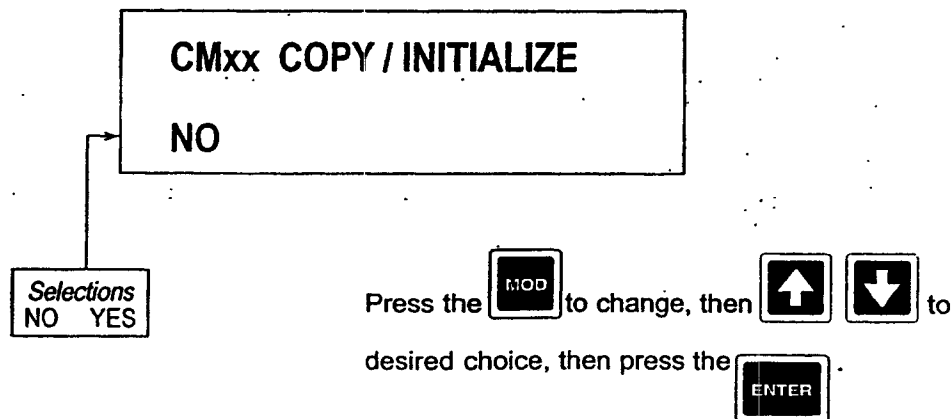 CMxx COPY / INITIALIZE
NO
Selections
NO YES
Press the MOD to change, then to
desired choice, then press the ENTER.